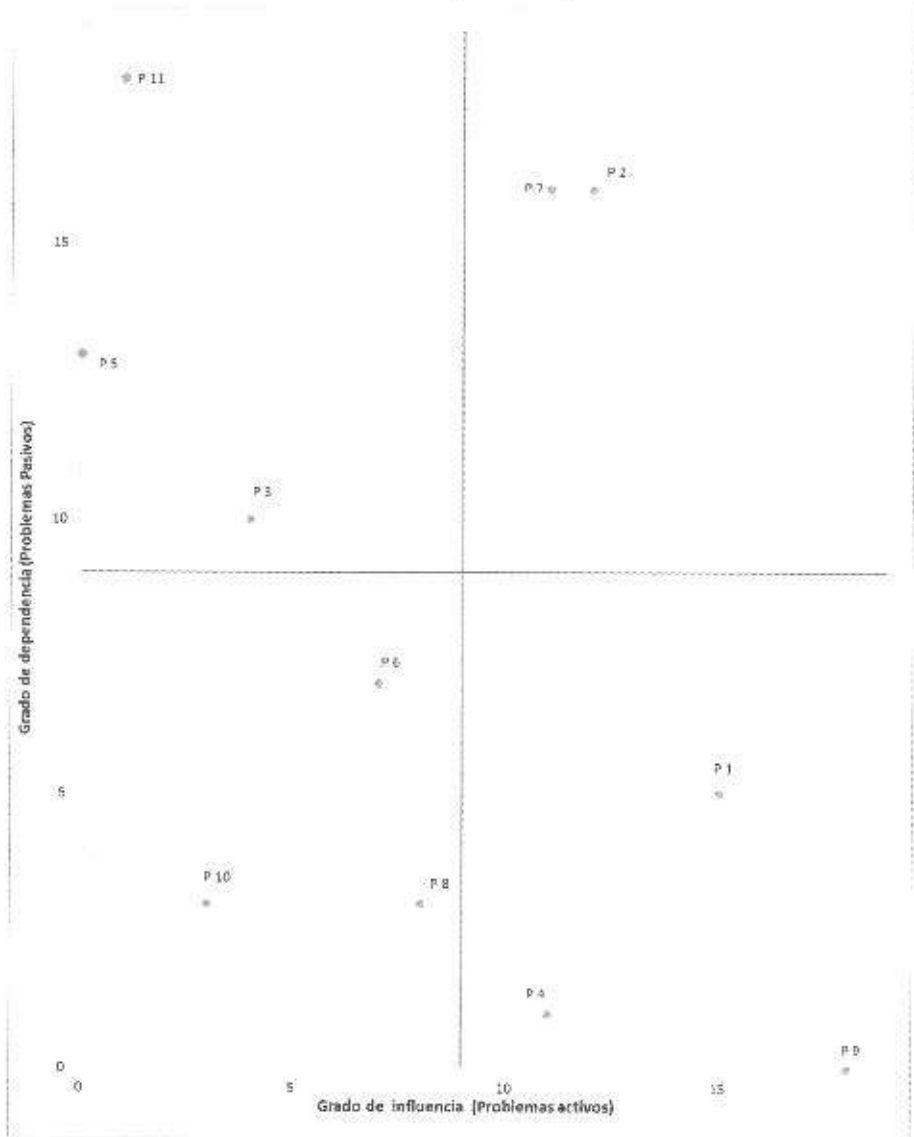 P 11
P 7
P 2
15
P 5
P 3
10
P 6
P 1
5
P 10
P 8
P 4
P 9
0
0
5
10
15
Grado de dependencia (Problemas Pasivos)
Grado de influencia (Problemas activos)